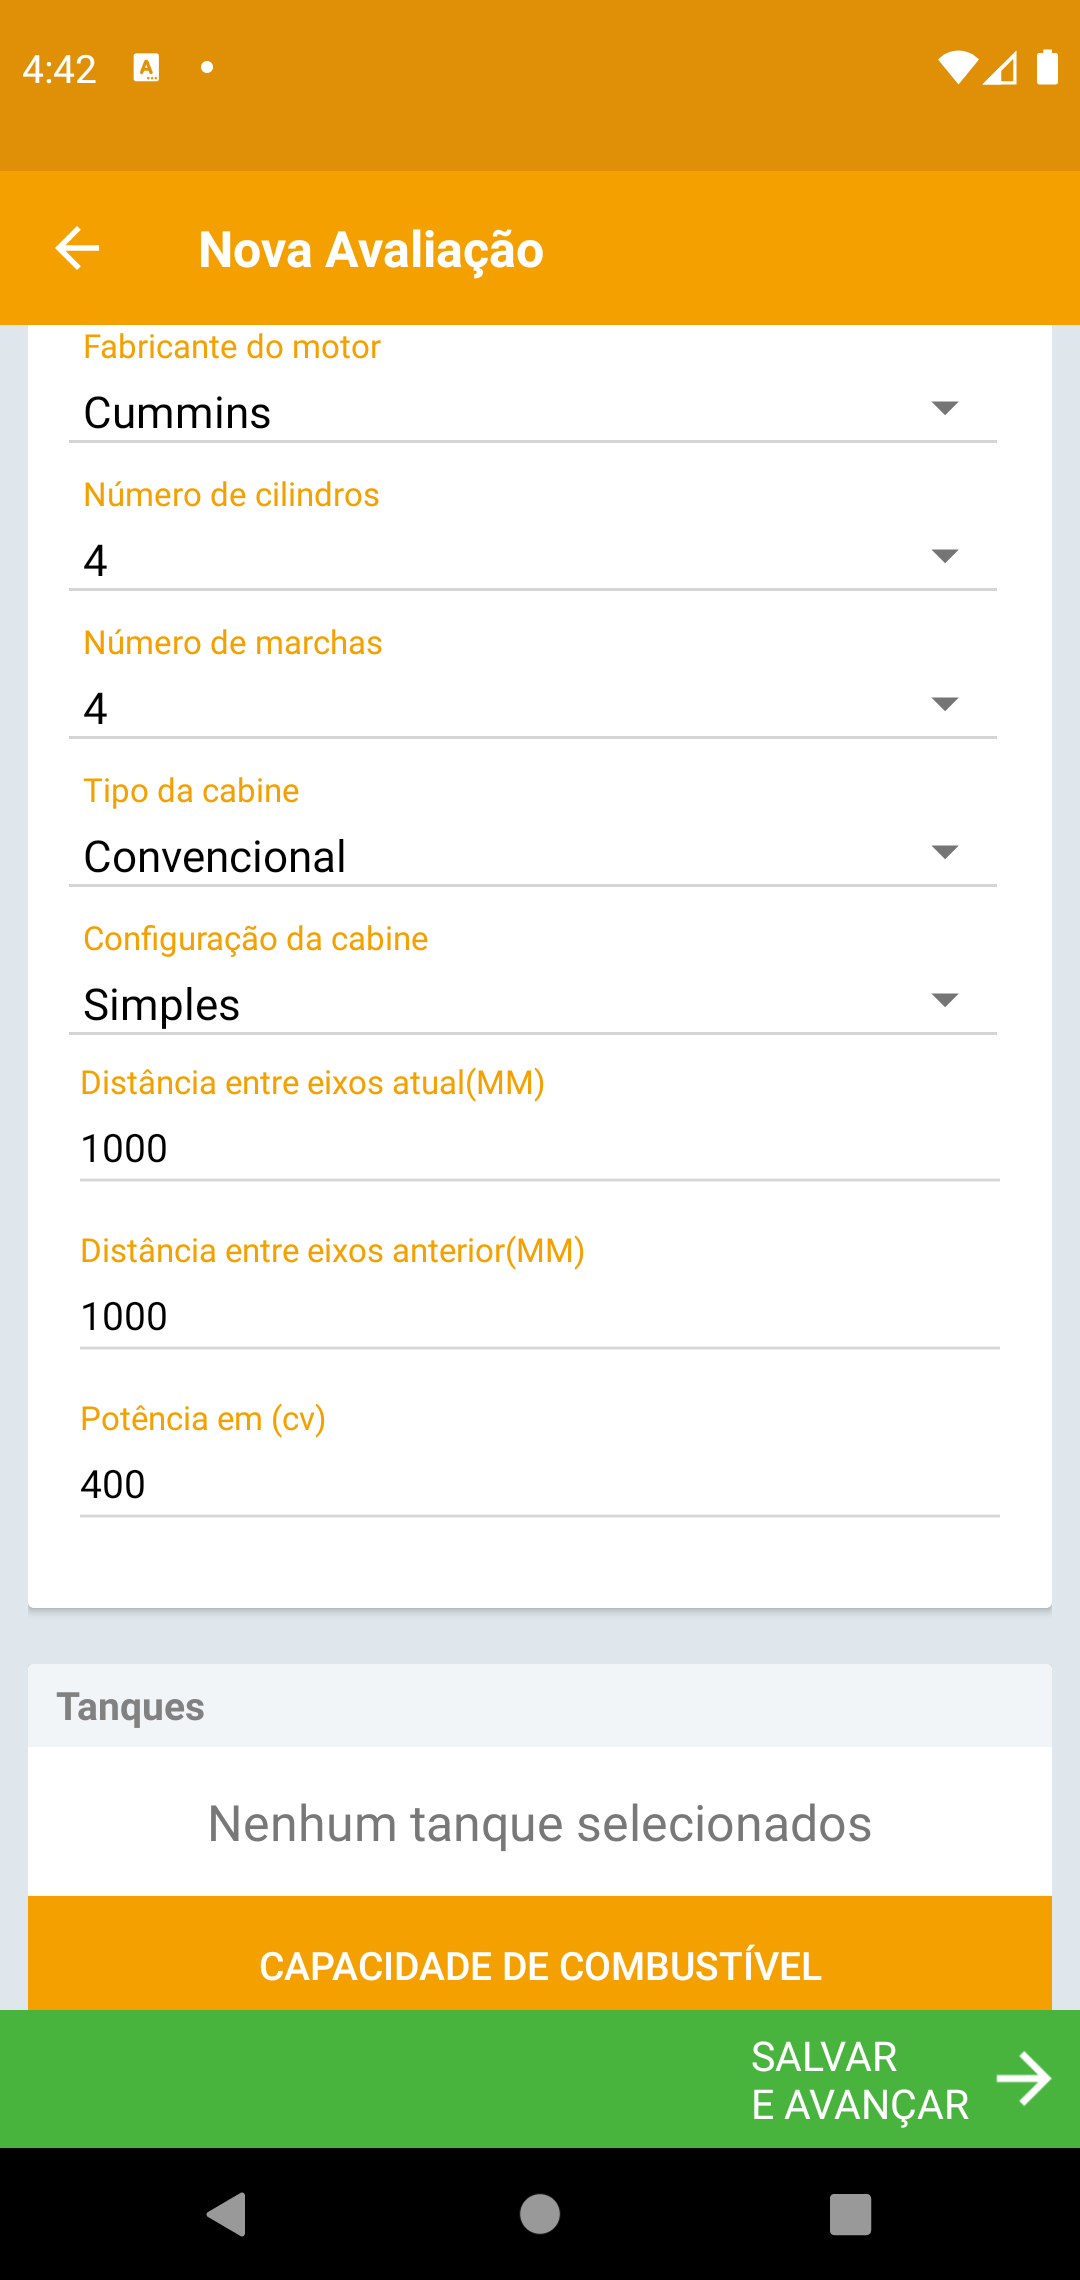 4:42
Nova Avaliação
Fabricante do motor
Cummins
Número de cilindros
4
Número de marchas
4
Tipo da cabine
Convencional
Configuração da cabine
Simples
Distância entre eixos atual(MM)
1000
Distância entre eixos anterior(MM)
1000
Potência em (cv)
400
Tanques
Nenhum tanque selecionados
CAPACIDADE DE COMBUSTÍVEL
SALVAR
E AVANÇAR